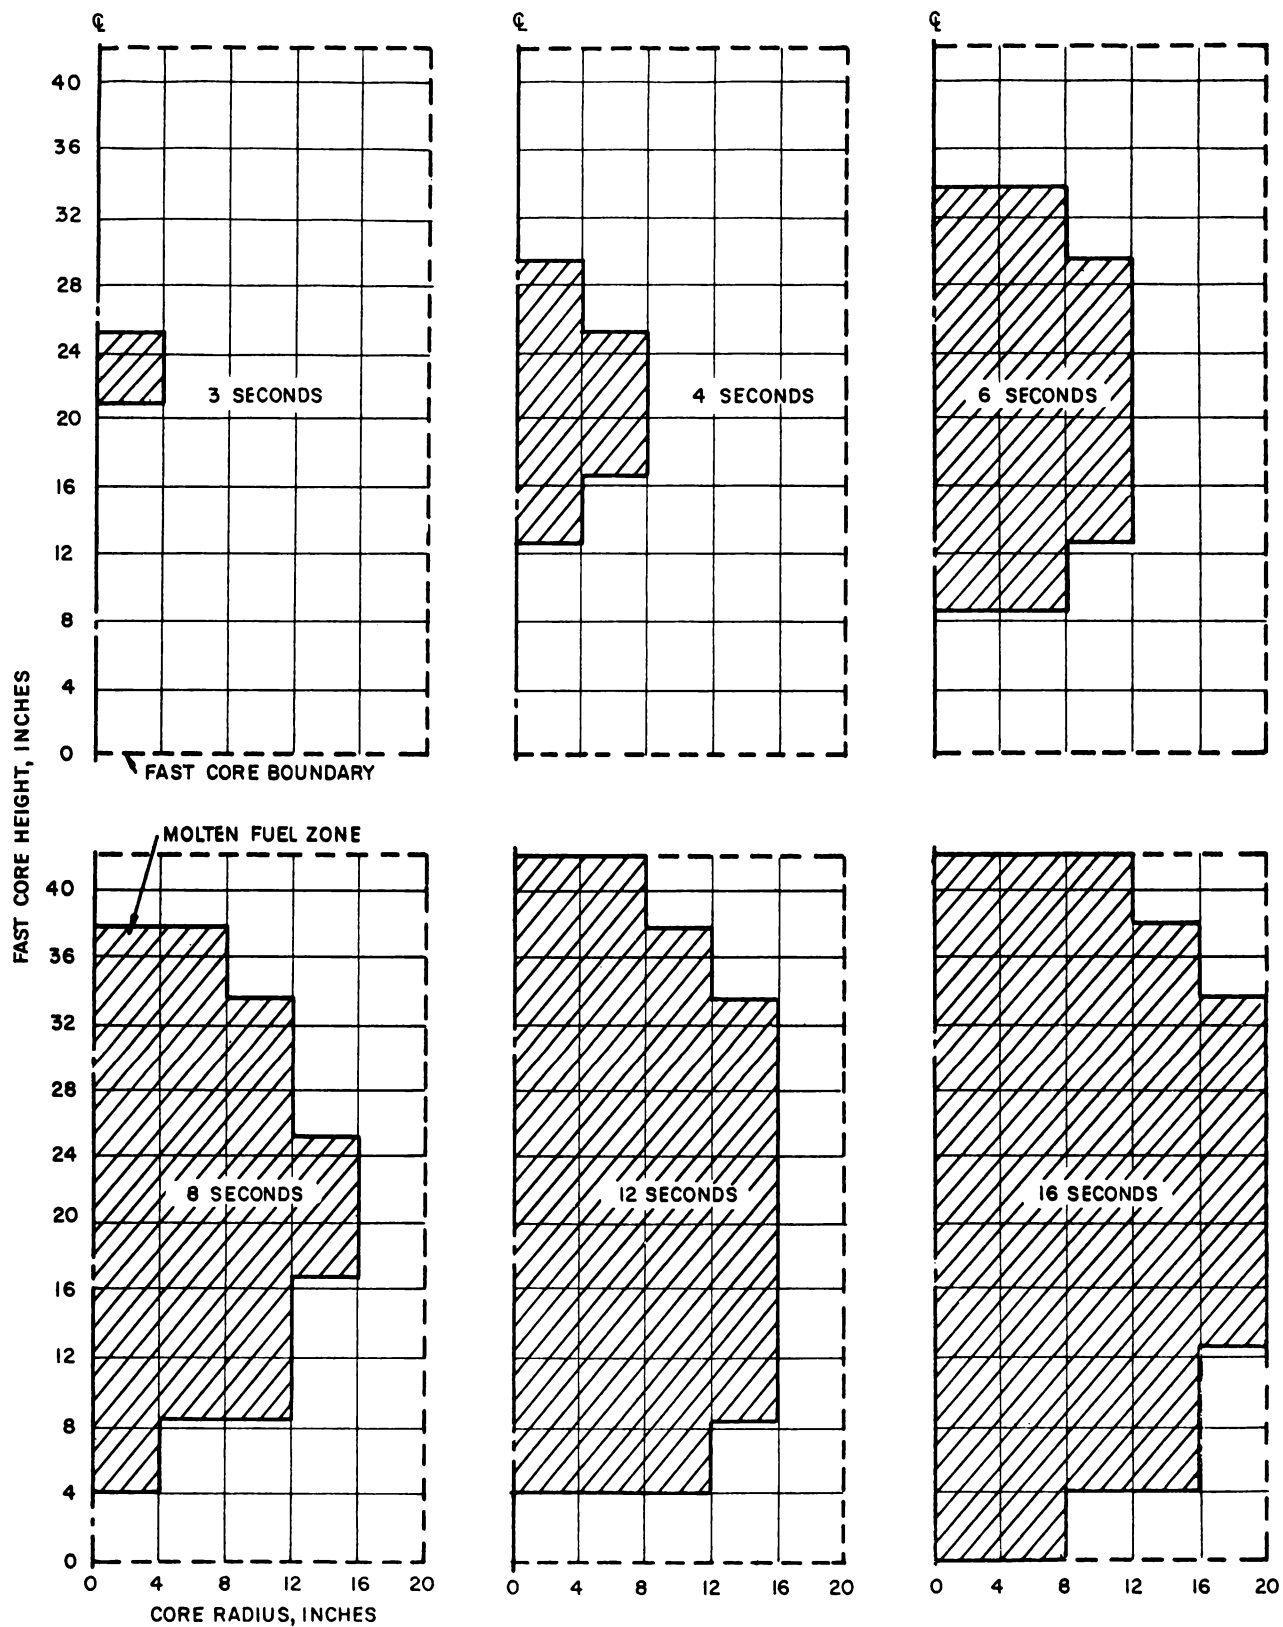 ℄ ℄ ℄
40
36
32
28
24
3 SECONDS 4 SECONDS 6 SECONDS
20
16
12
8
4
0
FAST CORE BOUNDARY
FAST CORE HEIGHT, INCHES
MOLTEN FUEL ZONE
40
36
32
28
24
8 SECONDS 12 SECONDS 16 SECONDS
20
16
12
8
4
0
0 4 8 12 16 20 0 4 8 12 16 20 0 4 8 12 16 20
CORE RADIUS, INCHES